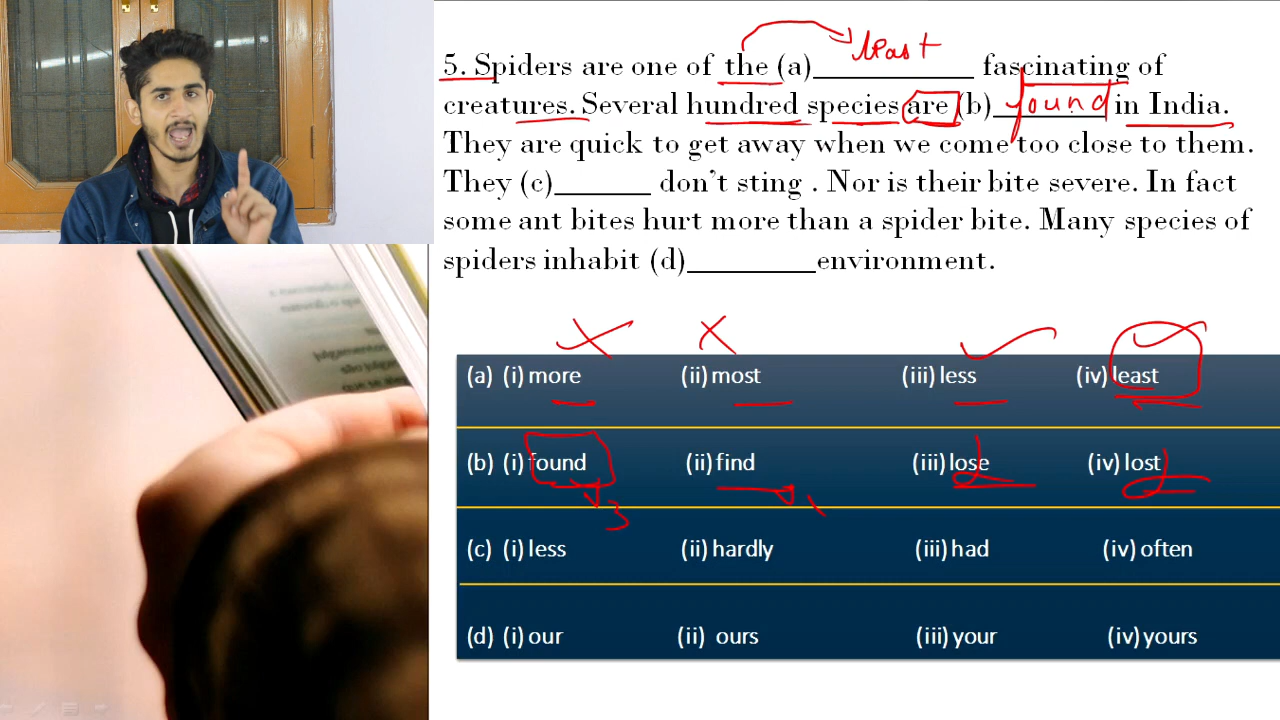 least
5. Spiders are one of the (a)__________ fascinating of
creatures. Several hundred species are (b) found in India.
They are quick to get away when we come too close to them.
They (c)______ don't sting . Nor is their bite severe. In fact
some ant bites hurt more than a spider bite. Many species of
spiders inhabit (d)________environment.
(a) (i) more (ii) most (iii) less (iv) least
(b) (i) found (ii) find (iii) lose (iv) lost
V3 V1
(c) (i) less (ii) hardly (iii) had (iv) often
(d) (i) our (ii) ours (iii) your (iv) yours